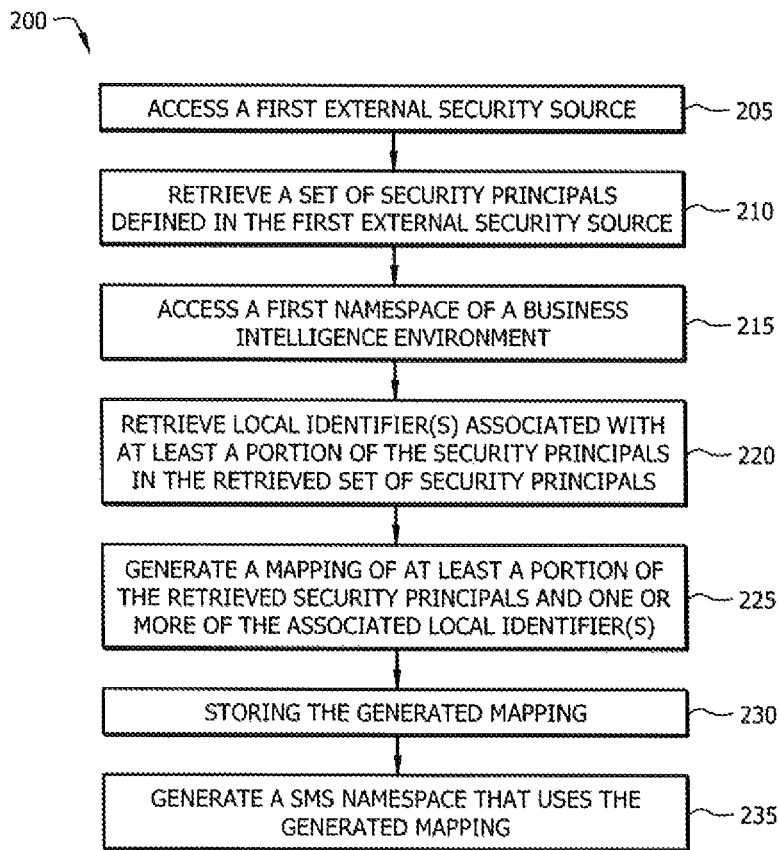 200
ACCESS A FIRST EXTERNAL SECURITY SOURCE
205
RETRIEVE A SET OF SECURITY PRINCIPALS
DEFINED IN THE FIRST EXTERNAL SECURITY SOURCE
210
ACCESS A FIRST NAMESPACE OF A BUSINESS
INTELLIGENCE ENVIRONMENT
215
RETRIEVE LOCAL IDENTIFIER(S) ASSOCIATED WITH
AT LEAST A PORTION OF THE SECURITY PRINCIPALS
IN THE RETRIEVED SET OF SECURITY PRINCIPALS
220
GENERATE A MAPPING OF AT LEAST A PORTION OF
THE RETRIEVED SECURITY PRINCIPALS AND ONE OR
MORE OF THE ASSOCIATED LOCAL IDENTIFIER(S)
225
STORING THE GENERATED MAPPING
230
GENERATE A SMS NAMESPACE THAT USES THE
GENERATED MAPPING
235